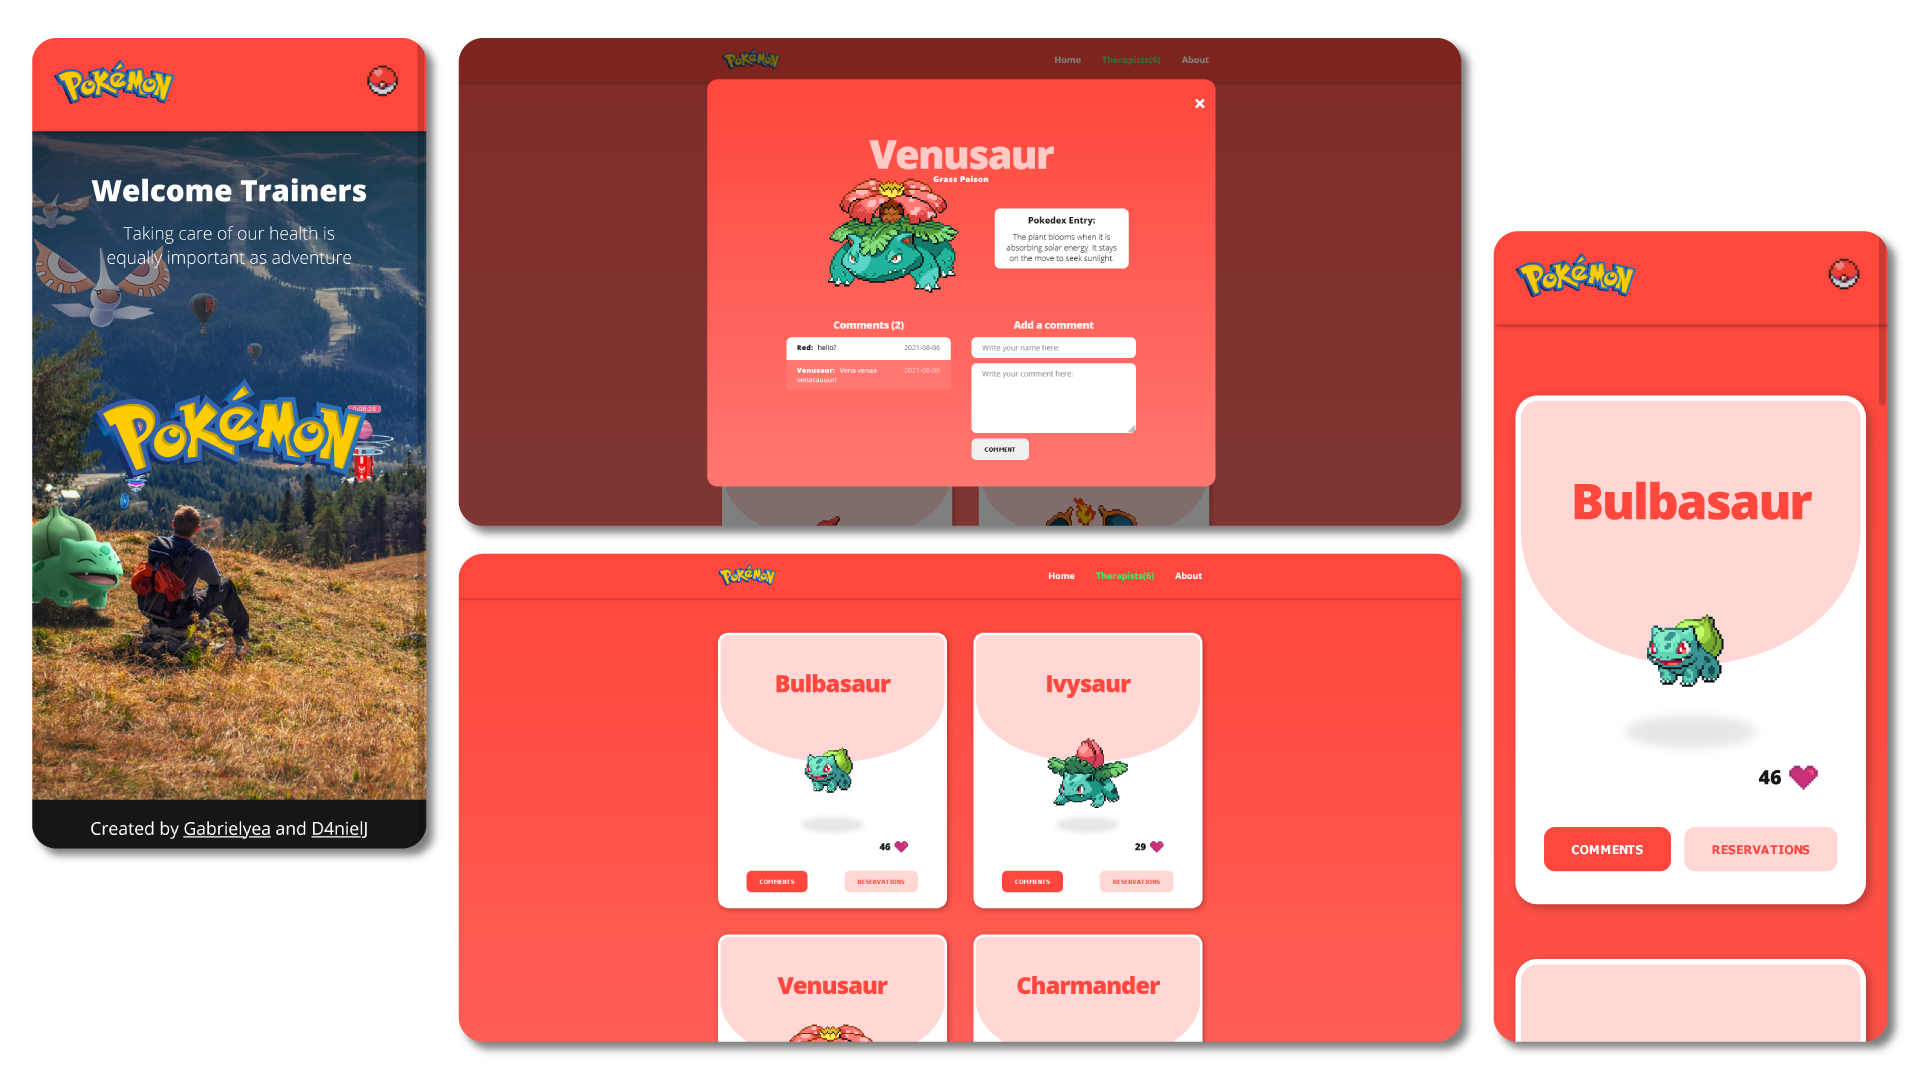 POKéMON
Welcome Trainers
Taking care of our health is
equally important as adventure
POKéMON
Created by Gabrielyea and D4nielJ
POKéMON
Home
Therapists(6)
About
Venusaur
Grass Poison
Pokedex Entry:
The plant blooms when it is
absorbing solar energy. It stays
on the move to seek sunlight.
Comments (2)
Red: hello? 2021-08-06
Venusaur: Vena venaa 2021-08-06
venasauuur!
Add a comment
Write your name here:
Write your comment here:
COMMENT
POKéMON
Home
Therapists(6)
About
Bulbasaur
46
COMMENTS
RESERVATIONS
Ivysaur
29
COMMENTS
RESERVATIONS
Venusaur
Charmander
POKéMON
Bulbasaur
46
COMMENTS
RESERVATIONS